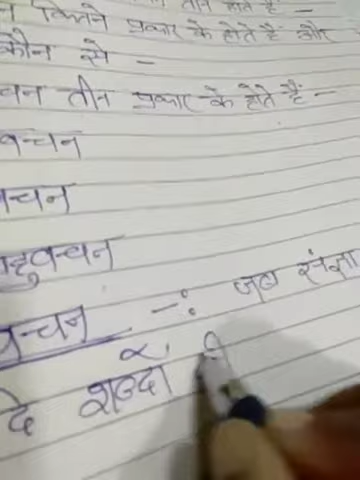 कितने प्रकार के होते हैं और
कौन से -
वचन तीन प्रकार के होते हैं -
वचन
वचन
बहुवचन
वचन -: जब संज्ञा
दि शब्दों